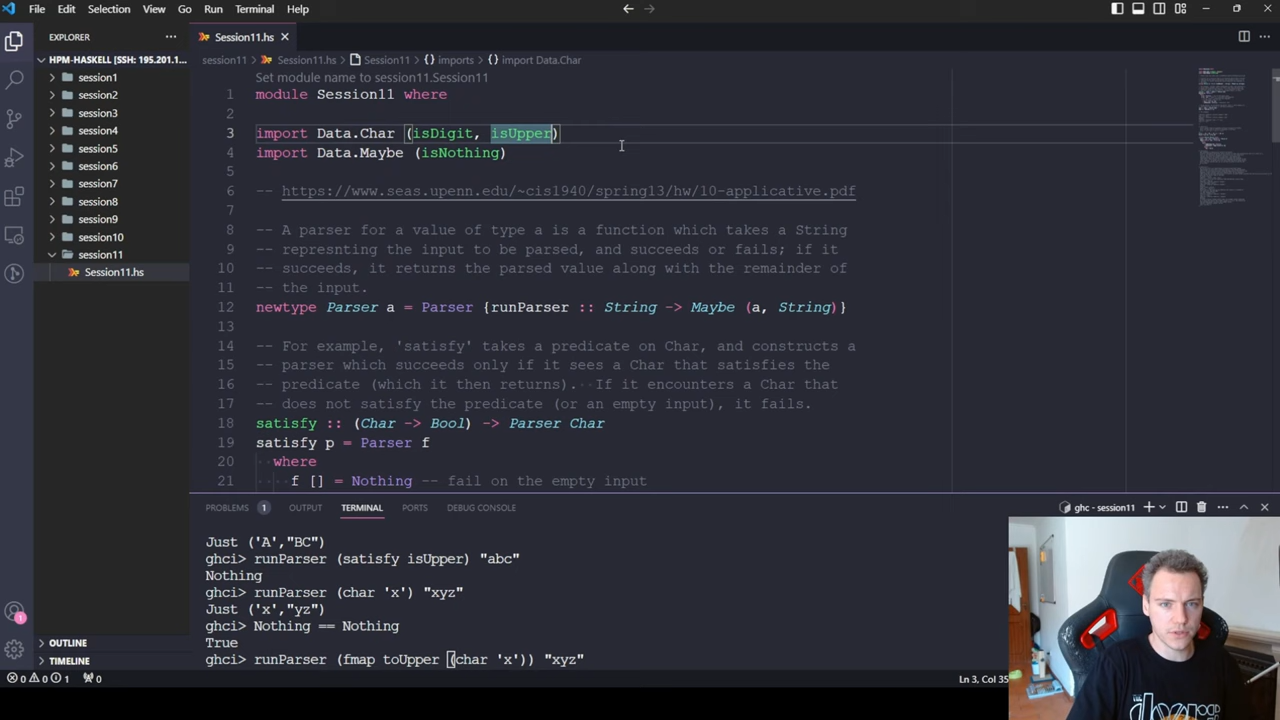 File Edit Selection View Go Run Terminal Help
EXPLORER
Session11.hs
HPM-HASKELL [SSH: 195.201.1...
session11 > Session11.hs > Session11 > {} imports > {} import Data.Char
session1
session2
session3
session4
session5
session6
session7
session8
session9
session10
session11
Session11.hs
Set module name to session11.Session11
1 module Session11 where
2
3 import Data.Char (isDigit, isUpper)
4 import Data.Maybe (isNothing)
5
6 -- https://www.seas.upenn.edu/~cis1940/spring13/hw/10-applicative.pdf
7
8 -- A parser for a value of type a is a function which takes a String
9 -- represnting the input to be parsed, and succeeds or fails; if it
10 -- succeeds, it returns the parsed value along with the remainder of
11 -- the input.
12 newtype Parser a = Parser {runParser :: String -> Maybe (a, String)}
13
14 -- For example, 'satisfy' takes a predicate on Char, and constructs a
15 -- parser which succeeds only if it sees a Char that satisfies the
16 -- predicate (which it then returns). If it encounters a Char that
17 -- does not satisfy the predicate (or an empty input), it fails.
18 satisfy :: (Char -> Bool) -> Parser Char
19 satisfy p = Parser f
20 where
21 f [] = Nothing -- fail on the empty input
PROBLEMS 1 OUTPUT TERMINAL PORTS DEBUG CONSOLE
ghc - session11
Just ('A',"BC")
ghci> runParser (satisfy isUpper) "abc"
Nothing
ghci> runParser (char 'x') "xyz"
Just ('x',"yz")
ghci> Nothing == Nothing
True
ghci> runParser (fmap toUpper (char 'x')) "xyz"
OUTLINE
TIMELINE
1
0 0 1 0
Ln 3, Col 35
the